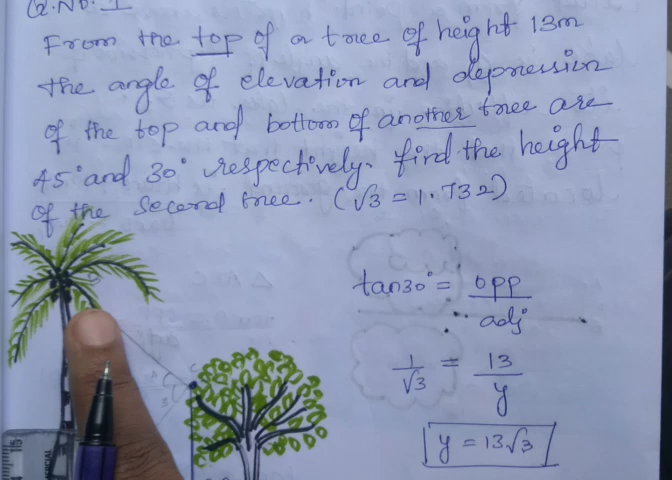 Q.No. 1
From the top of a tree of height 13m
the angle of elevation and depression
of the top and bottom of another tree are
45° and 30° respectively. find the height
of the second tree. (√3 = 1.732)
tan30° = opp/adj
1/√3 = 13/y
y = 13√3